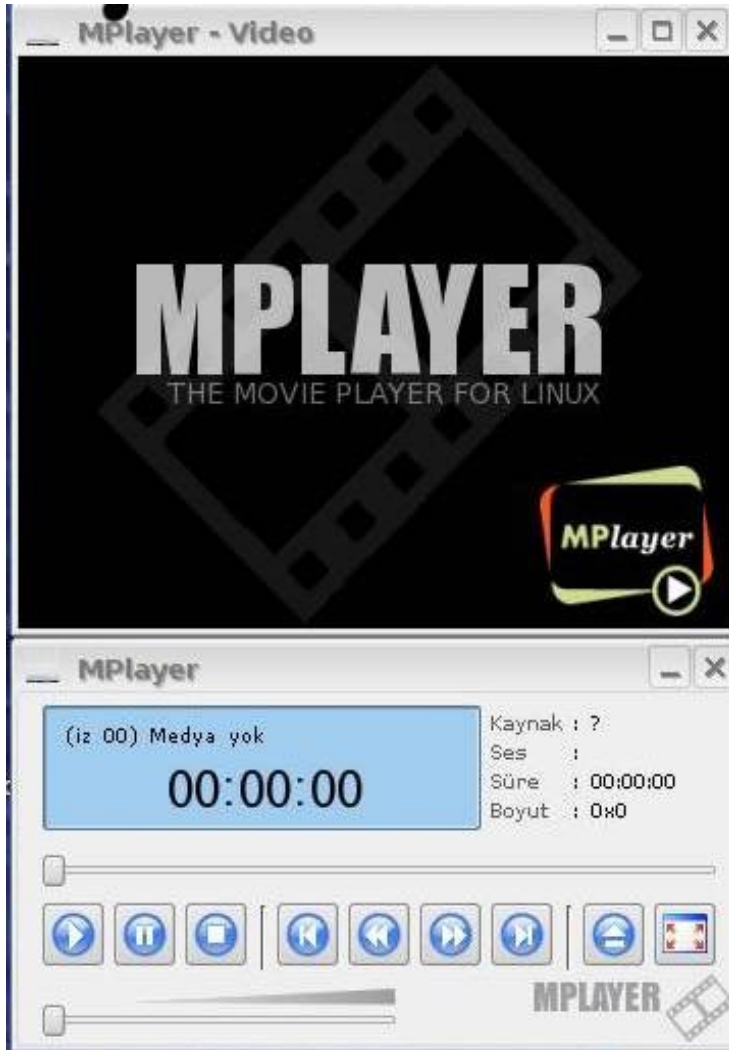 MPlayer - Video
MPLAYER
THE MOVIE PLAYER FOR LINUX
MPlayer
MPlayer
(iz 00) Medya yok
00:00:00
Kaynak : ?
Ses :
Süre : 00:00:00
Boyut : 0x0
MPLAYER